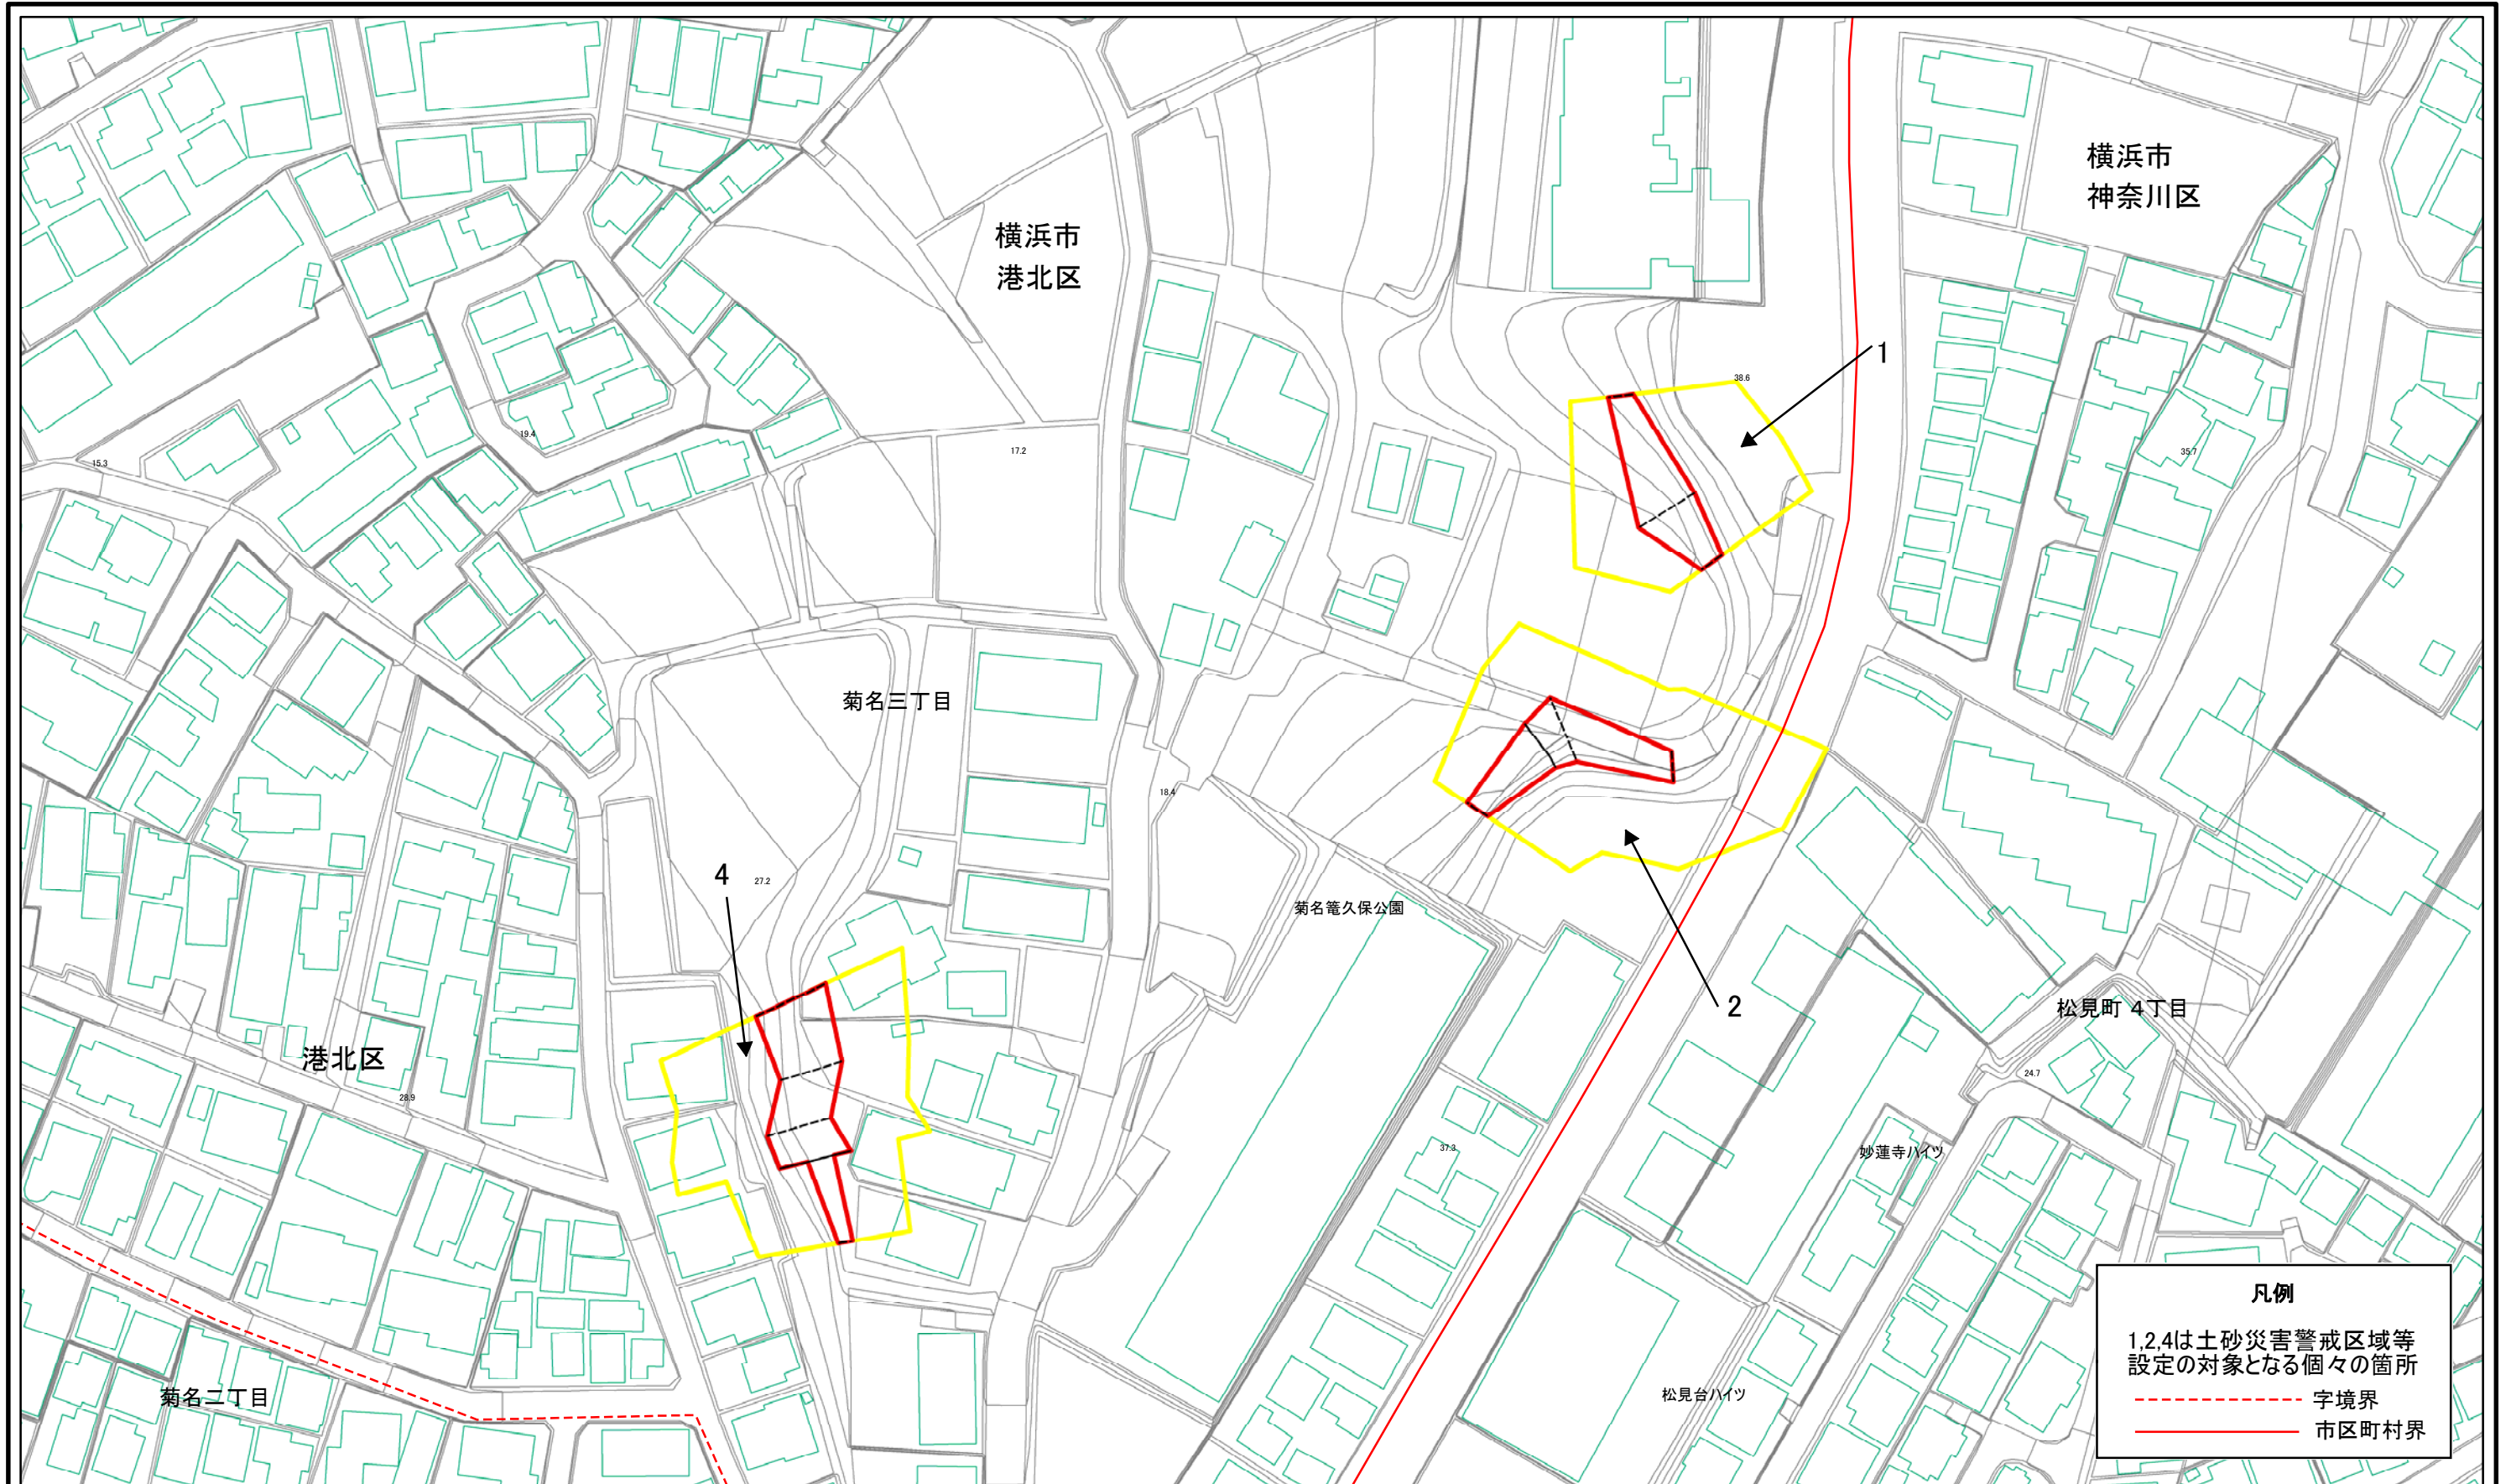 横浜市
神奈川区
横浜市
港北区
1
38.6
19.4
17.2
35.7
15.3
菊名三丁目
18.4
4
27.2
菊名篭久保公園
2
松見町 4丁目
港北区
24.7
28.9
37.3
妙蓮寺ハイツ
菊名二丁目
松見台ハイツ
凡例
1,2,4は土砂災害警戒区域等
設定の対象となる個々の箇所
字境界
市区町村界